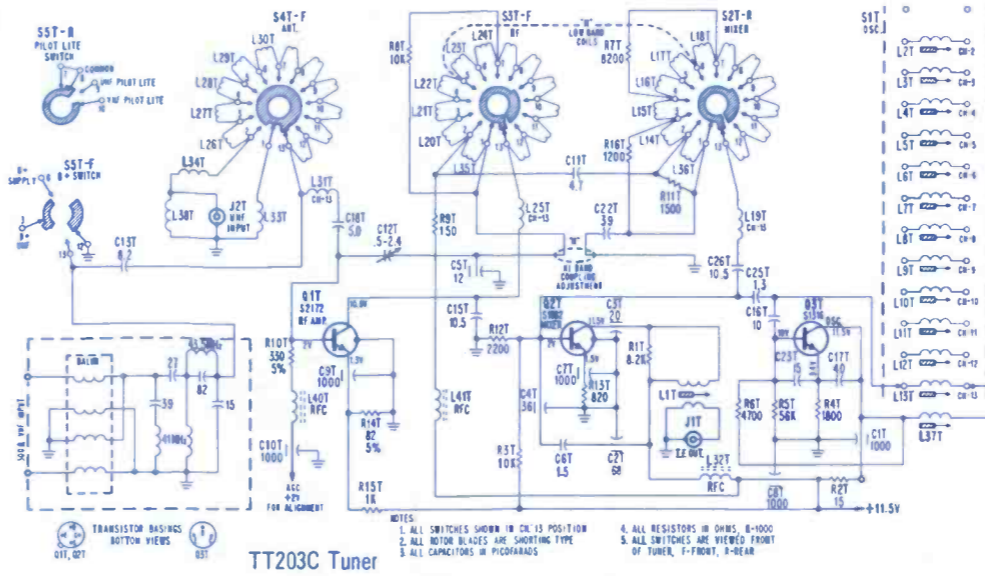 S5T-R
PILOT LITE
SWITCH
COMMON
UHF PILOT LITE
VHF PILOT LITE
S5T-F
B+ SWITCH
B+
SUPPLY
B+
UHF
C13T
8.2
S4T-F
ANT.
L30T
L29T
L28T
L27T
L26T
L34T
L38T
J2T
VHF
INPUT
L33T
L31T
CH-13
C18T
5.0
C12T
.5-2.4
S3T-F
RF
L24T
L23T
L22T
L21T
L20T
L35T
R8T
10K
LOW BAND
COILS
R7T
8200
S2T-R
MIXER
L18T
L17T
L16T
L15T
L14T
L36T
R16T
1200
C11T
4.7
R11T
1500
R9T
150
L25T
CH-13
C22T
39
L19T
CH-13
C5T
12
HI BAND
COUPLING
ADJUSTMENT
C26T
10.5
C25T
1.3
C16T
10
S1T
OSC.
L2T CH-2
L3T CH-3
L4T CH-4
L5T CH-5
L6T CH-6
L7T CH-7
L8T CH-8
L9T CH-9
L10T CH-10
L11T CH-11
L12T CH-12
L13T CH-13
L37T
Q1T
S2172
RF AMP.
2V
C9T
1000
R10T
330
5%
L40T
RFC
C10T
1000
AGC
+2V
FOR ALIGNMENT
R14T
82
5%
R15T
1K
C15T
10.5
R12T
2200
L41T
RFC
R3T
10K
C4T
36
Q2T
MIXER
C3T
20
C7T
1000
R13T
820
C6T
1.5
C2T
68
R1T
8.2K
L1T
J1T
I.F. OUT
L32T
RFC
Q3T
S1316
OSC.
C23T
15
C17T
40
R6T
4700
R5T
56K
R4T
1800
C1T
1000
C8T
1000
R2T
15
+11.5V
300Ω VHF INPUT
BALUN
27
82
39
15
41MHz
TRANSISTOR BASINGS
BOTTOM VIEWS
Q1T, Q2T
Q3T
TT203C Tuner
NOTES:
1. ALL SWITCHES SHOWN IN CH. 13 POSITION
2. ALL ROTOR BLADES ARE SHORTING TYPE
3. ALL CAPACITORS IN PICOFARADS
4. ALL RESISTORS IN OHMS, K=1000
5. ALL SWITCHES ARE VIEWED FRONT
OF TUNER, F-FRONT, R-REAR